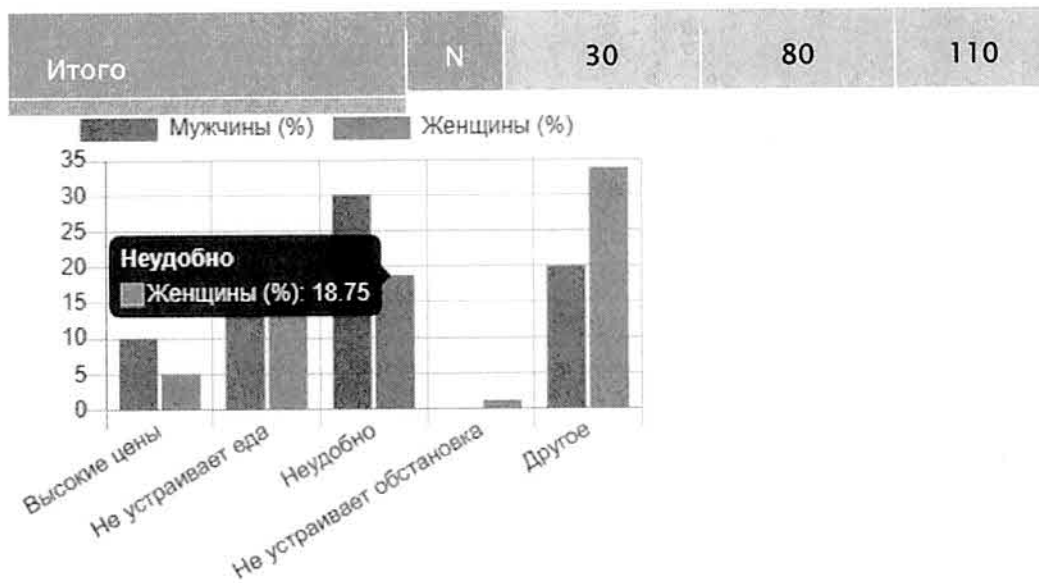 Итого N 30 80 110
Мужчины (%) Женщины (%)
35
30
25
20
15
10
5
0
Неудобно
Женщины (%): 18.75
Высокие цены
Не устраивает еда
Неудобно
Не устраивает обстановка
Другое